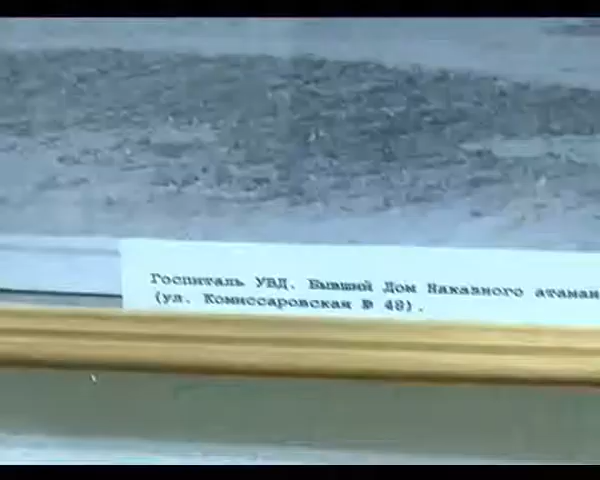 Госпиталь УВД. Бывший Дом Наказного атаман
(ул. Комиссаровская № 48).